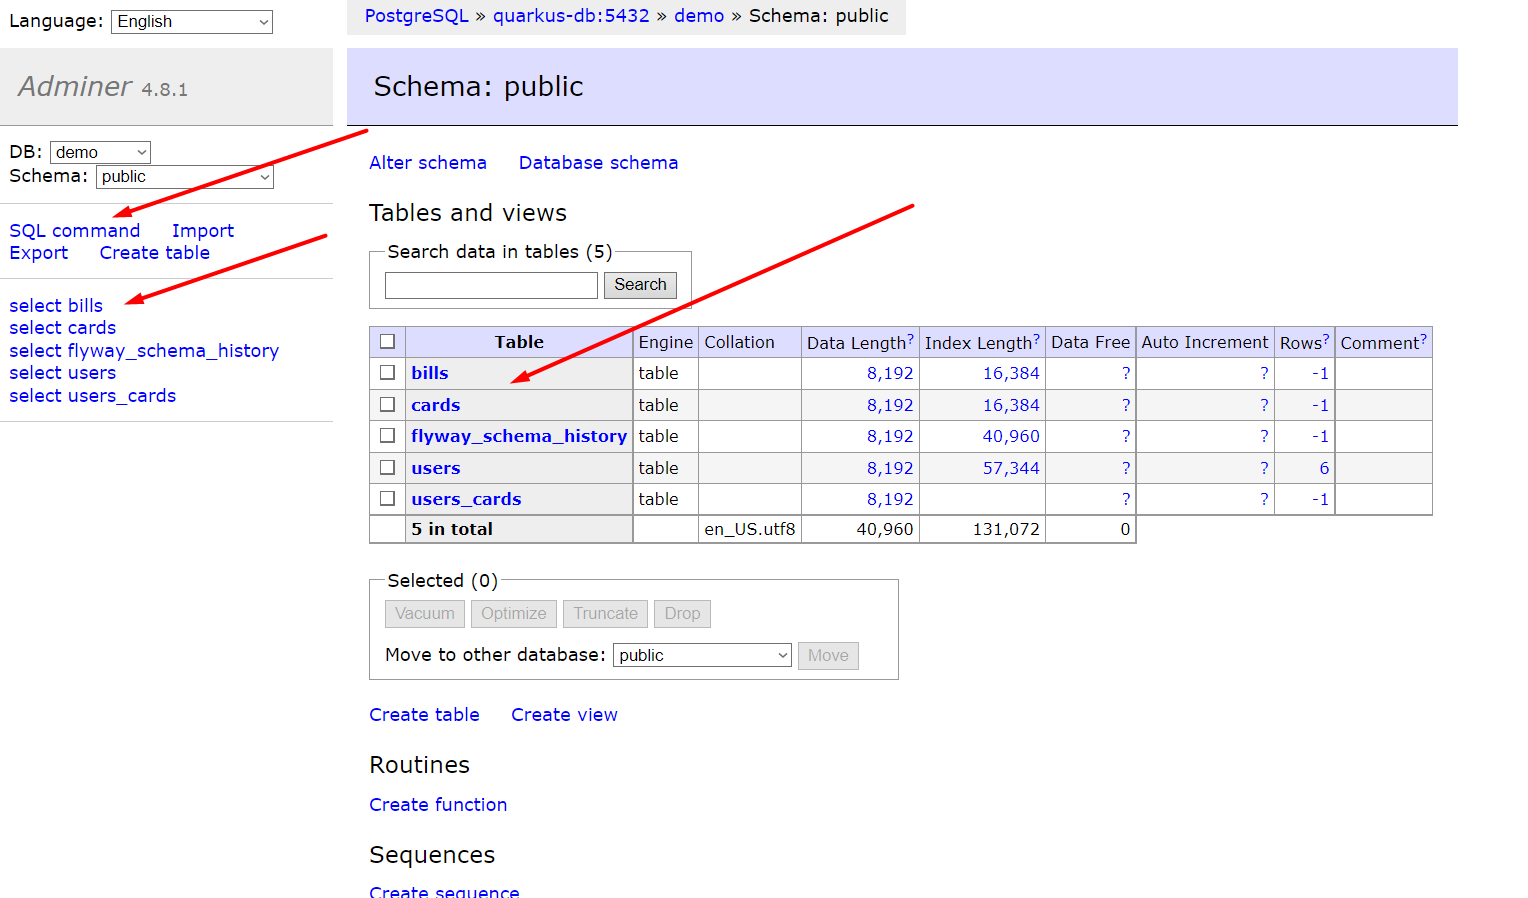 Language: English
PostgreSQL » quarkus-db:5432 » demo » Schema: public
Adminer 4.8.1
Schema: public
DB: demo
Schema: public
SQL command Import
Export Create table
select bills
select cards
select flyway_schema_history
select users
select users_cards
Alter schema Database schema
Tables and views
Search data in tables (5)
Search
Table Engine Collation Data Length? Index Length? Data Free Auto Increment Rows? Comment?
bills table 8,192 16,384 ? ? -1
cards table 8,192 16,384 ? ? -1
flyway_schema_history table 8,192 40,960 ? ? -1
users table 8,192 57,344 ? ? 6
users_cards table 8,192 ? ? -1
5 in total en_US.utf8 40,960 131,072 0
Selected (0)
Vacuum Optimize Truncate Drop
Move to other database: public Move
Create table Create view
Routines
Create function
Sequences
Create sequence